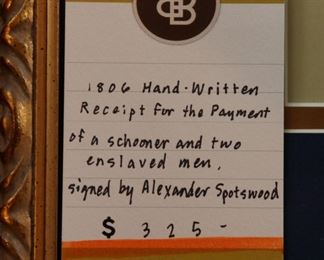 1806 Hand-Written
Receipt for the Payment
of a schooner and two
enslaved men,
signed by Alexander Spotswood
$ 325-